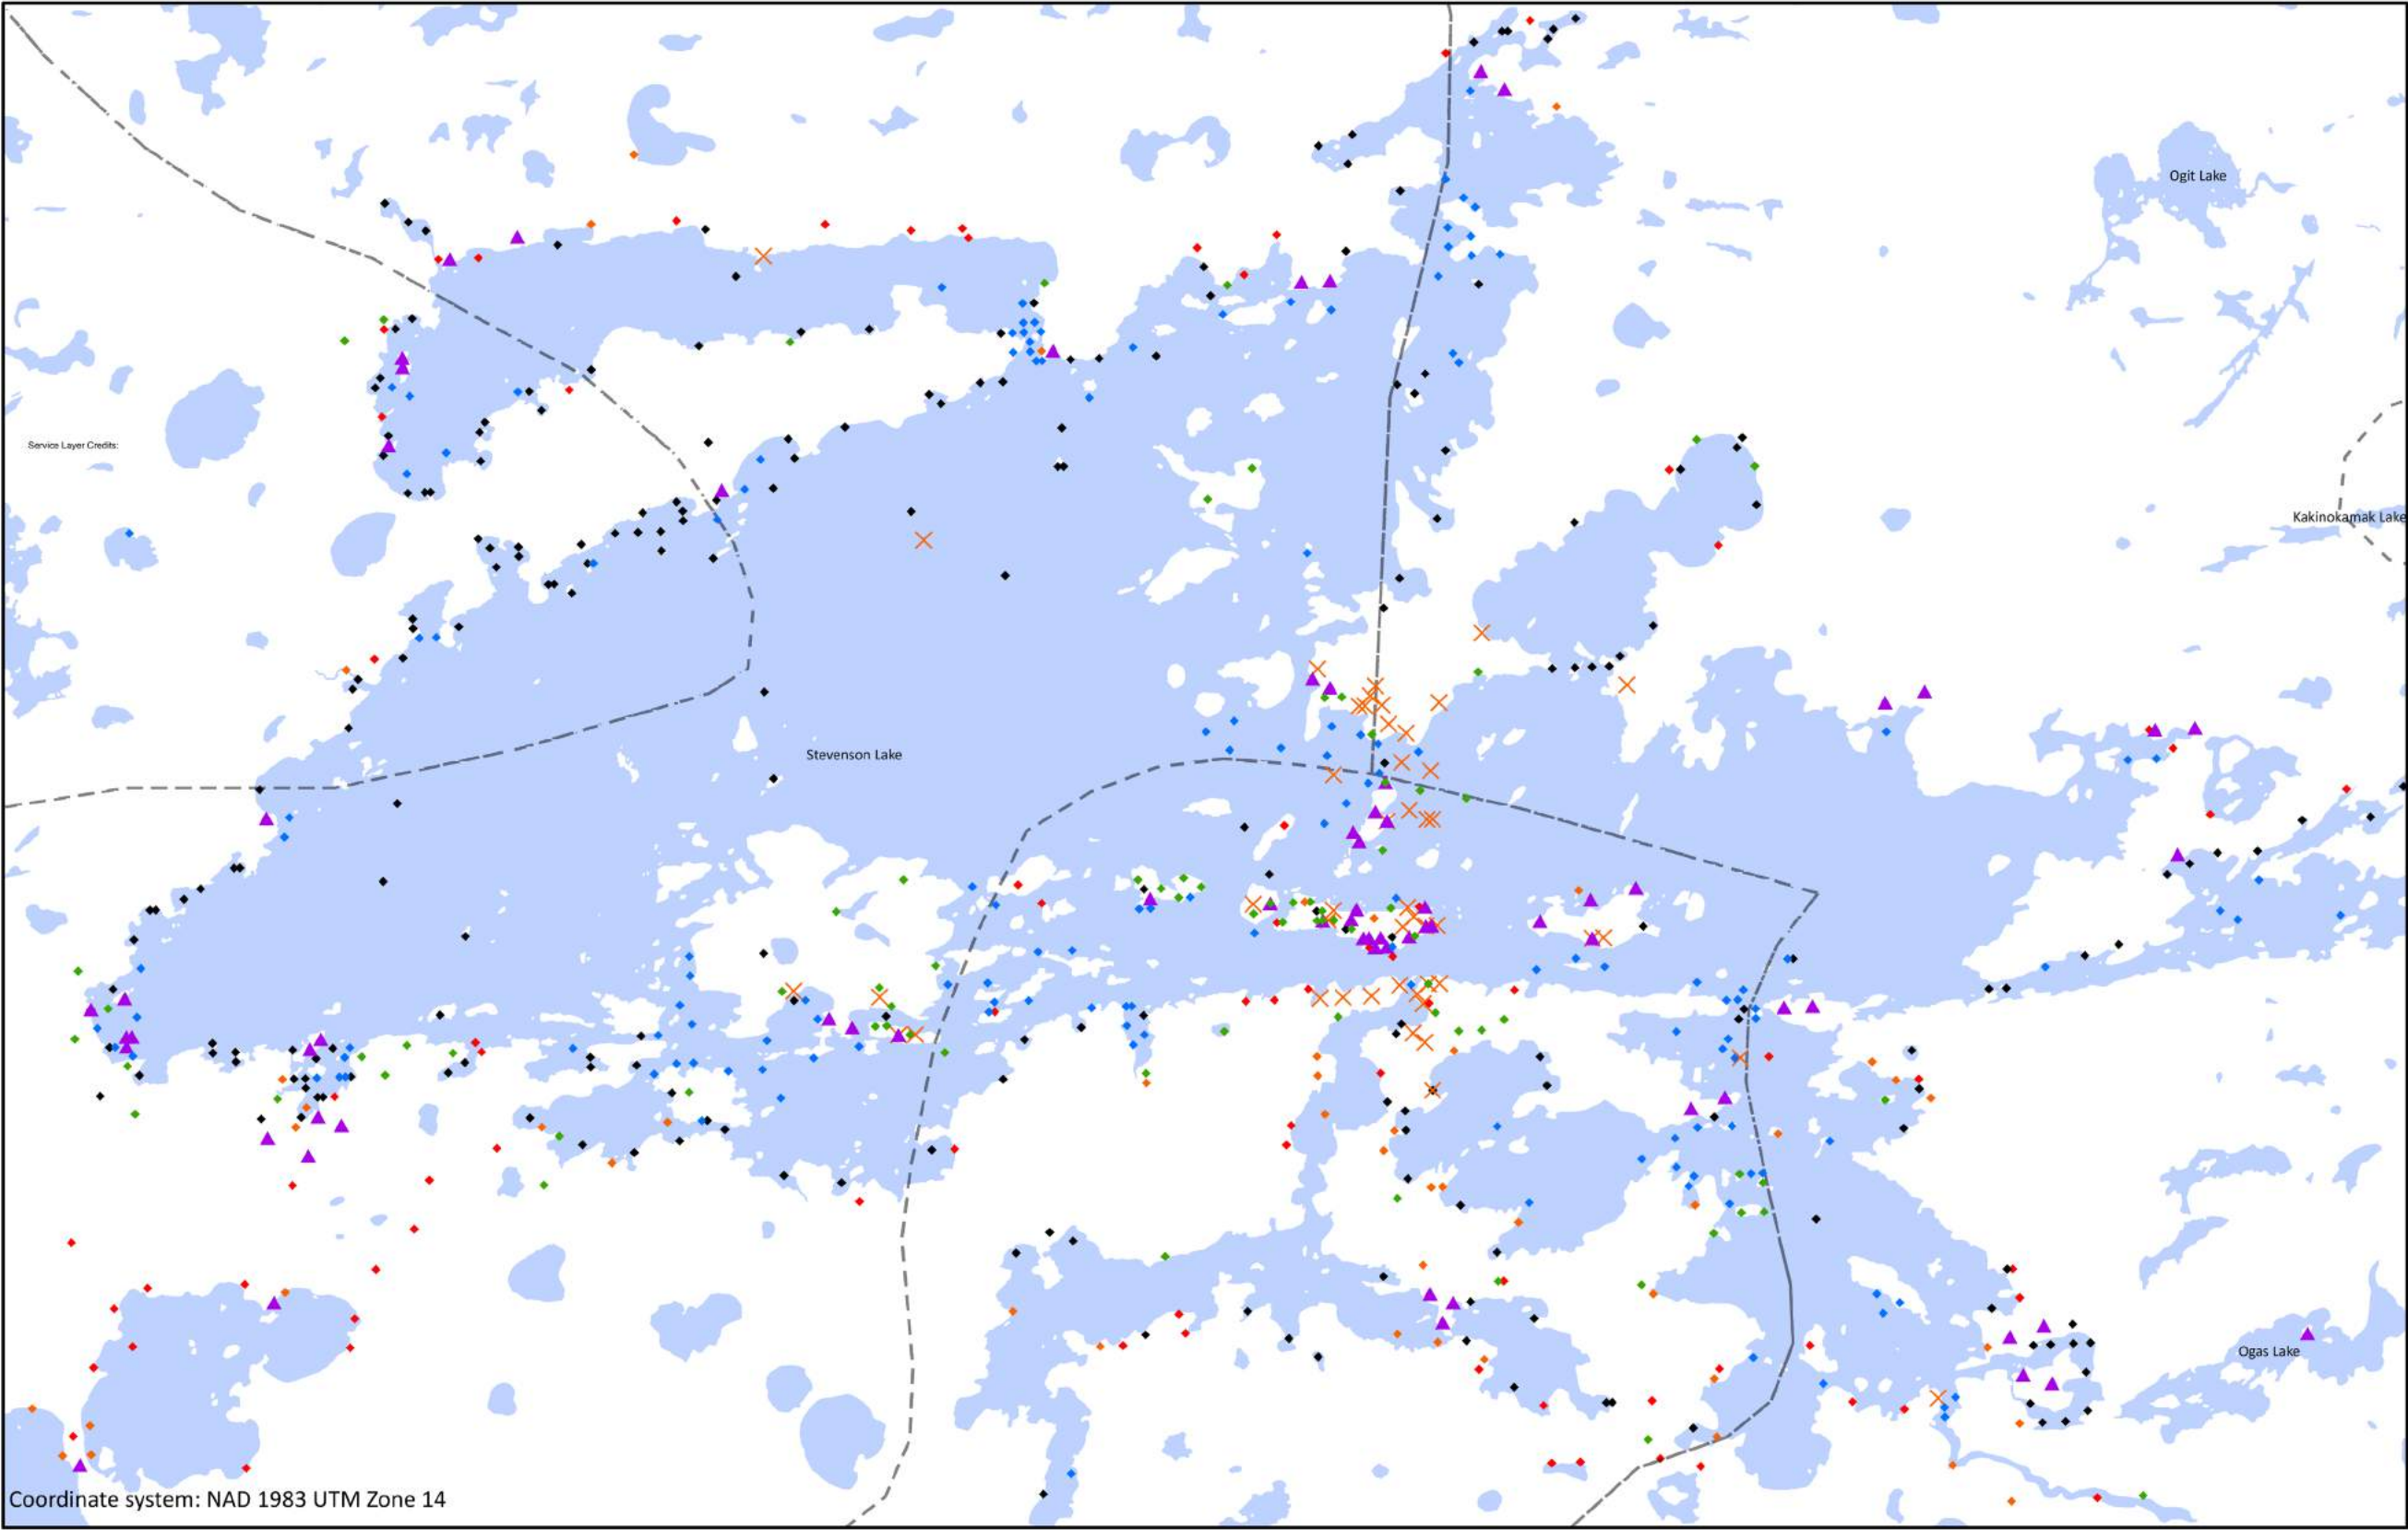 Ogit Lake
Service Layer Credits:
Kakinokamak Lake
Stevenson Lake
Ogas Lake
Coordinate system: NAD 1983 UTM Zone 14